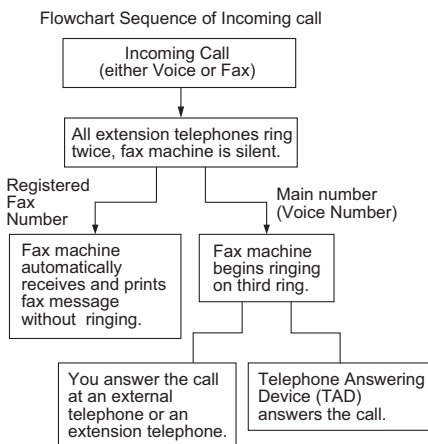 Flowchart Sequence of Incoming call
Incoming Call
(either Voice or Fax)
All extension telephones ring
twice, fax machine is silent.
Registered
Fax
Number
Main number
(Voice Number)
Fax machine
automatically
receives and prints
fax message
without ringing.
Fax machine
begins ringing
on third ring.
You answer the call
at an external
telephone or an
extension telephone.
Telephone Answering
Device (TAD)
answers the call.